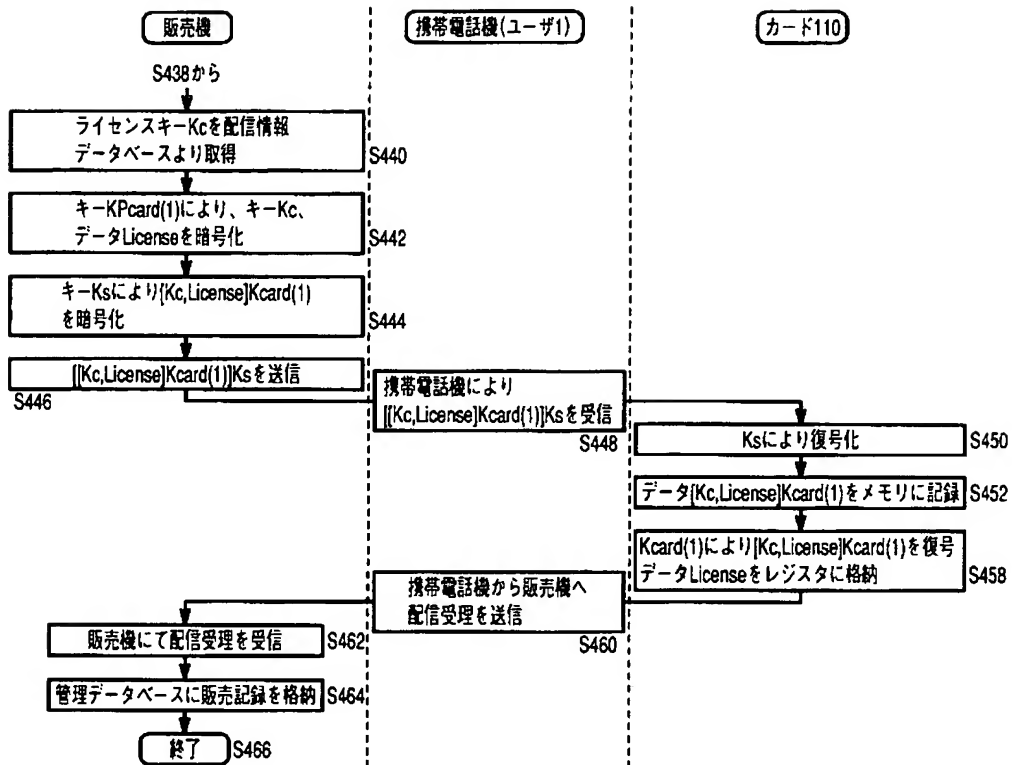 販売機
携帯電話機(ユーザ1)
カード110
S438から
ライセンスキーKcを配信情報
データベースより取得
S440
キーKPcard(1)により、キーKc、
データLicenseを暗号化
S442
キーKsにより[Kc,License]Kcard(1)
を暗号化
S444
[[Kc,License]Kcard(1)]Ksを送信
S446
携帯電話機により
[[Kc,License]Kcard(1)]Ksを受信
S448
Ksにより復号化
S450
データ[Kc,License]Kcard(1)をメモリに記録
S452
Kcard(1)により[Kc,License]Kcard(1)を復号
データLicenseをレジスタに格納
S458
携帯電話機から販売機へ
配信受理を送信
S460
販売機にて配信受理を受信
S462
管理データベースに販売記録を格納
S464
終了
S466